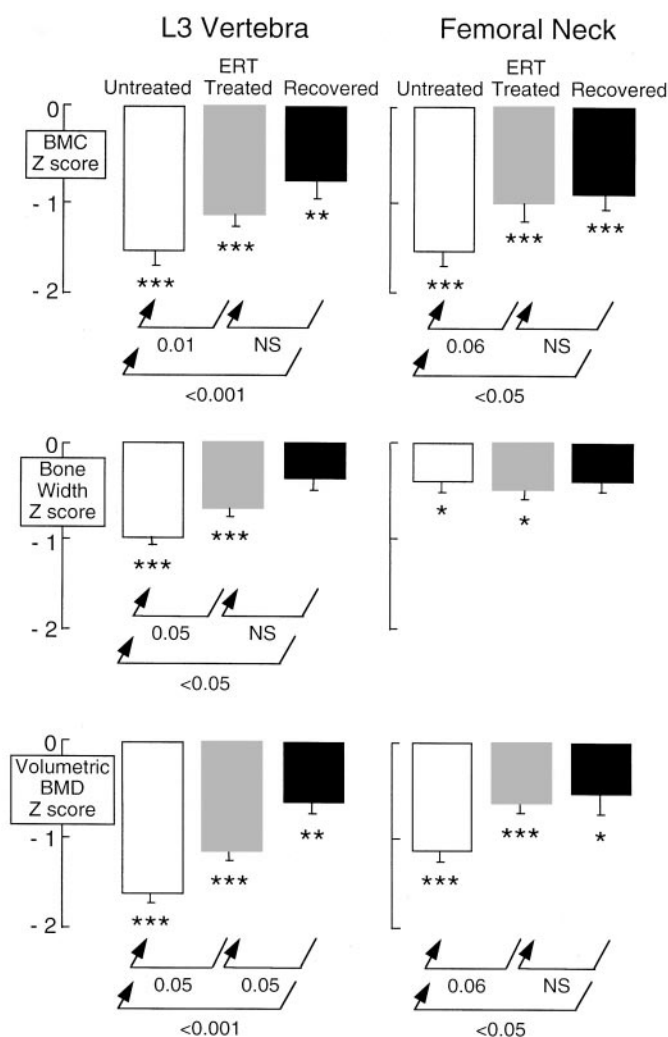 L3 Vertebra Femoral Neck
ERT ERT
Untreated Treated Recovered Untreated Treated Recovered
0
BMC
Z score
- 1
** 
*** *** ***
*** ***
- 2
0.01 NS 0.06 NS
<0.001 <0.05
0
Bone
Width
Z score
* *
- 1
*** ***
0.05 NS
- 2
<0.05
0
Volumetric
BMD
Z score
- 1
** *** *
*** ***
***
- 2
0.05 0.05 0.06 NS
<0.001 <0.05